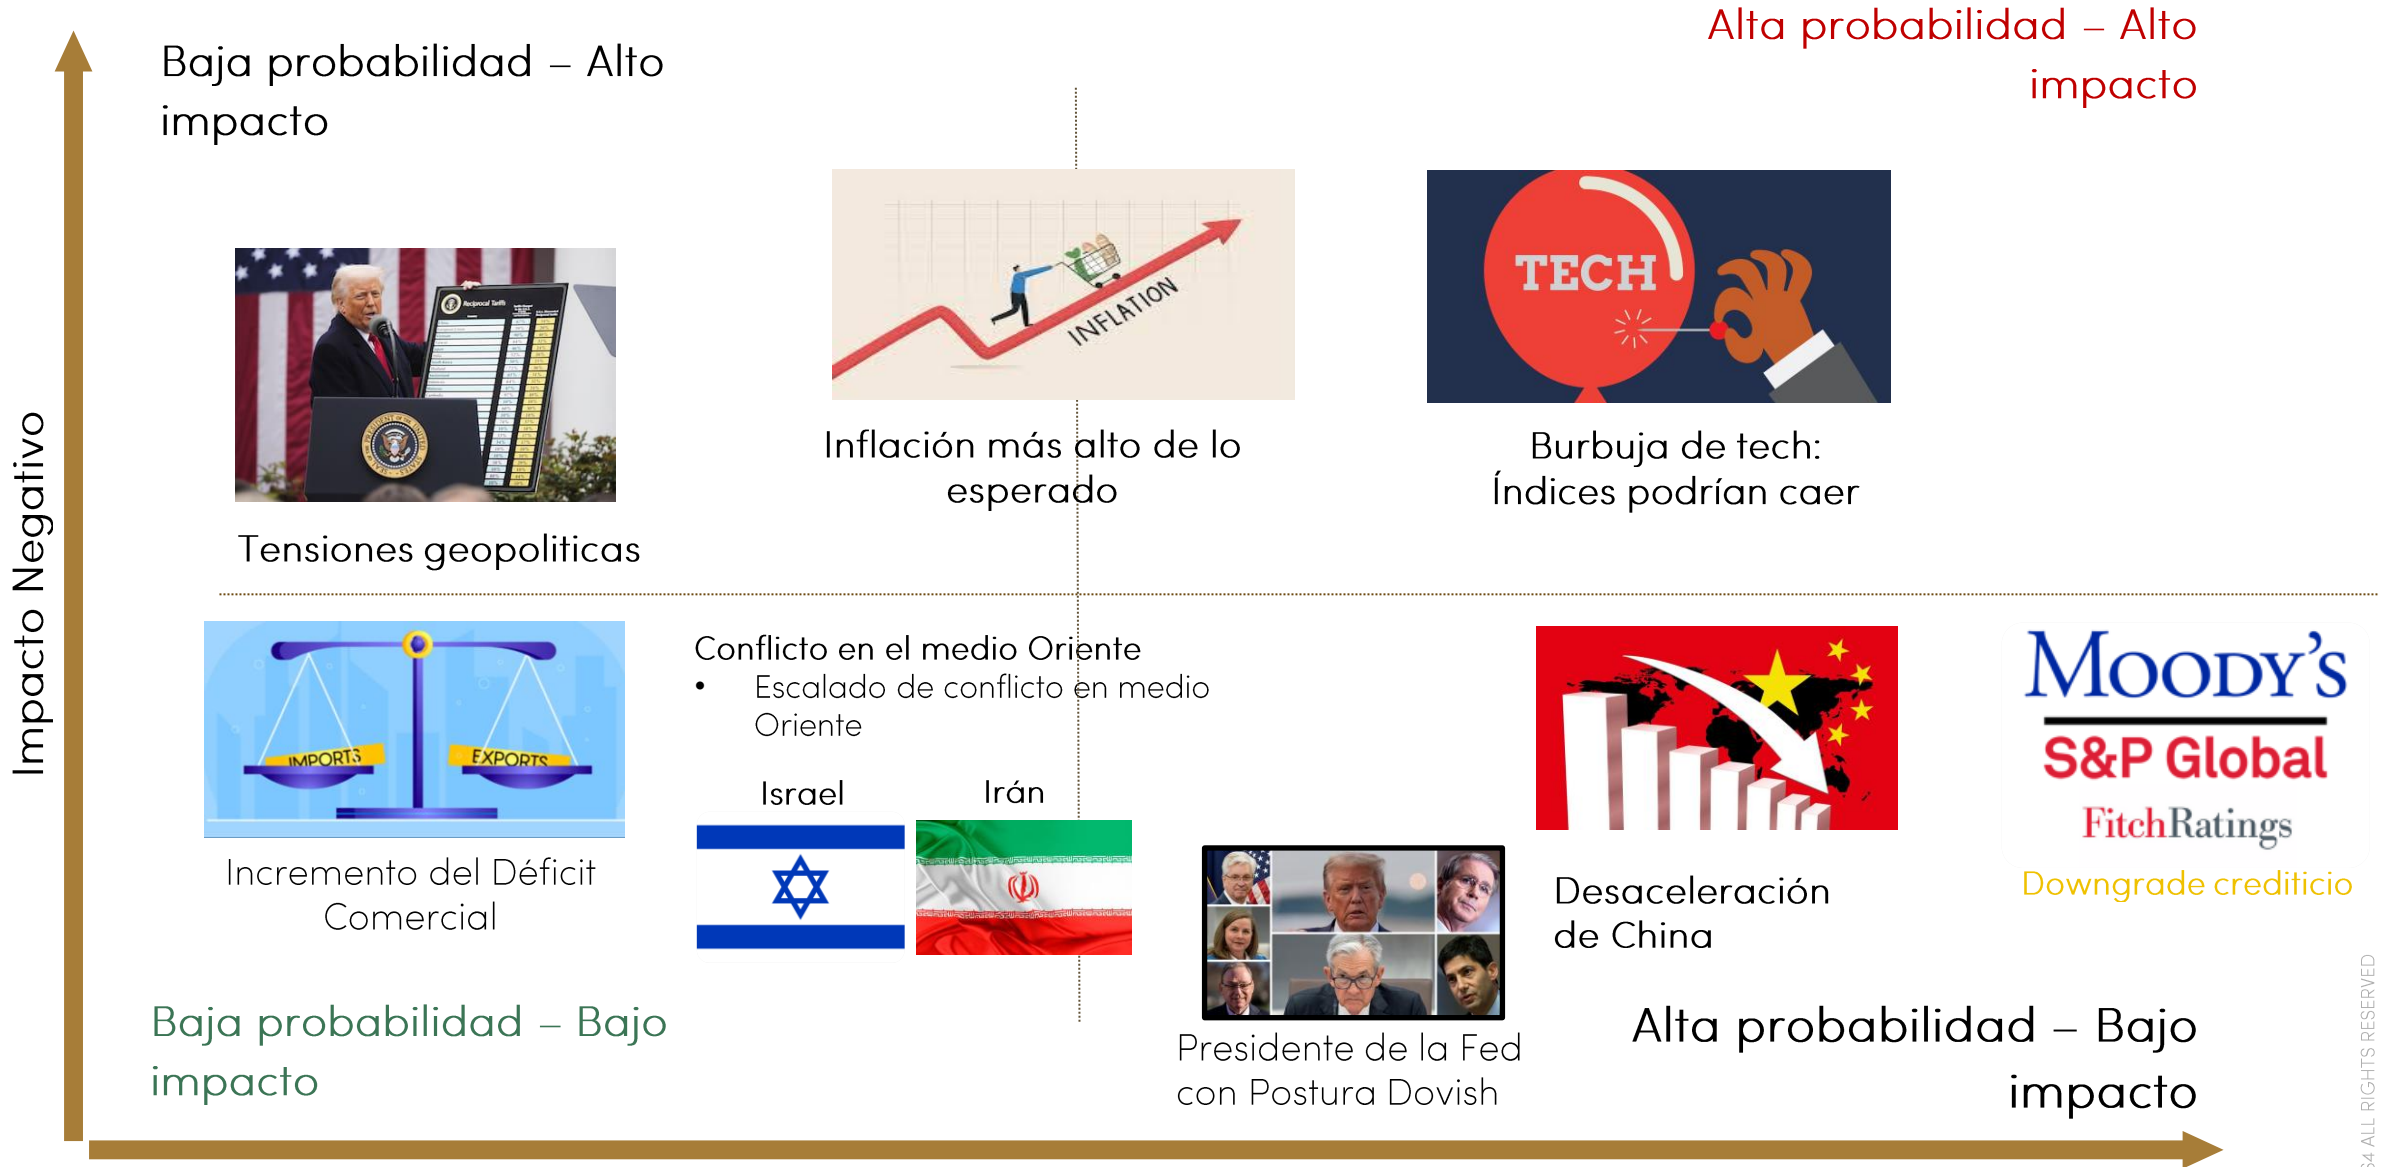 Baja probabilidad – Alto
impacto
Alta probabilidad – Alto
impacto
Impacto Negativo
Reciprocal Tariffs
INFLATION
TECH
Tensiones geopoliticas
Inflación más alto de lo
esperado
Burbuja de tech:
Índices podrían caer
IMPORTS
EXPORTS
Incremento del Déficit
Comercial
Conflicto en el medio Oriente
• Escalado de conflicto en medio
Oriente
Israel
Irán
Presidente de la Fed
con Postura Dovish
Desaceleración
de China
MOODY'S
S&P Global
FitchRatings
Downgrade crediticio
Baja probabilidad – Bajo
impacto
Alta probabilidad – Bajo
impacto
S4 ALL RIGHTS RESERVED